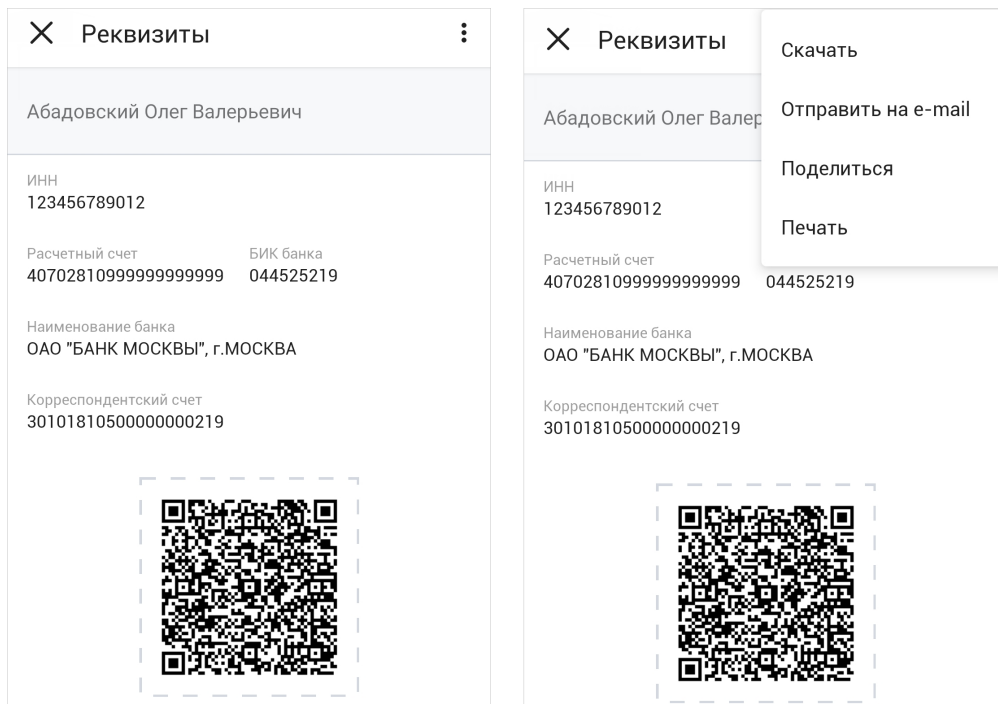 Реквизиты
Абадовский Олег Валерьевич
ИНН
123456789012
Расчетный счет БИК банка
40702810999999999999 044525219
Наименование банка
ОАО "БАНК МОСКВЫ", г.МОСКВА
Корреспондентский счет
30101810500000000219
Реквизиты
Абадовский Олег Валер
ИНН
123456789012
Расчетный счет
40702810999999999999 044525219
Наименование банка
ОАО "БАНК МОСКВЫ", г.МОСКВА
Корреспондентский счет
30101810500000000219
Скачать
Отправить на e-mail
Поделиться
Печать